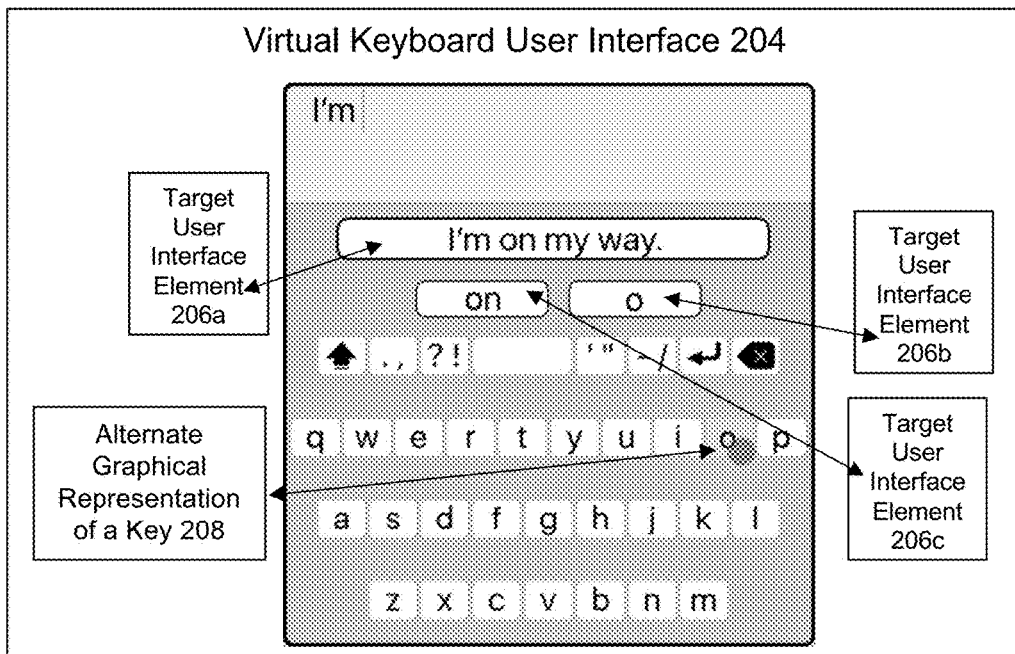 Virtual Keyboard User Interface 204
I'm
Target
User
Interface
Element
206a
I'm on my way.
on o
Target
User
Interface
Element
206b
. , ? ! ' " - /
q w e r t y u i o p
Alternate
Graphical
Representation
of a Key 208
a s d f g h j k l
Target
User
Interface
Element
206c
z x c v b n m